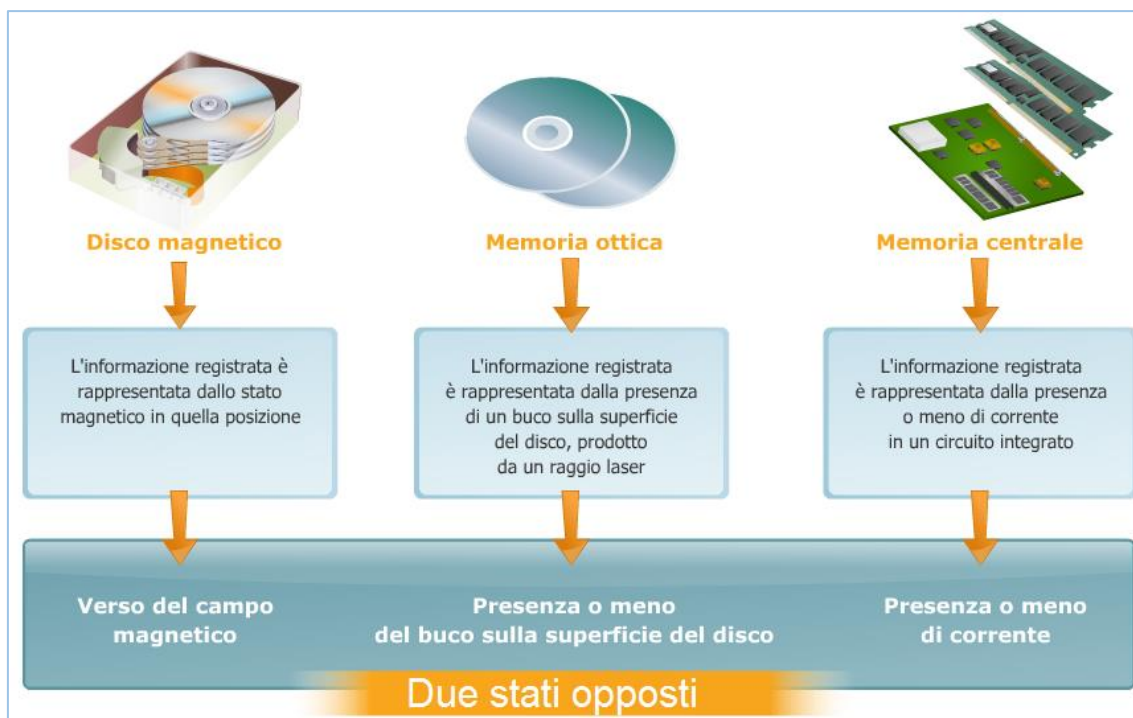 Disco magnetico
Memoria ottica
Memoria centrale
L'informazione registrata è
rappresentata dallo stato
magnetico in quella posizione
L'informazione registrata
è rappresentata dalla presenza
di un buco sulla superficie
del disco, prodotto
da un raggio laser
L'informazione registrata
è rappresentata dalla presenza
o meno di corrente
in un circuito integrato
Verso del campo
magnetico
Presenza o meno
del buco sulla superficie del disco
Presenza o meno
di corrente
Due stati opposti